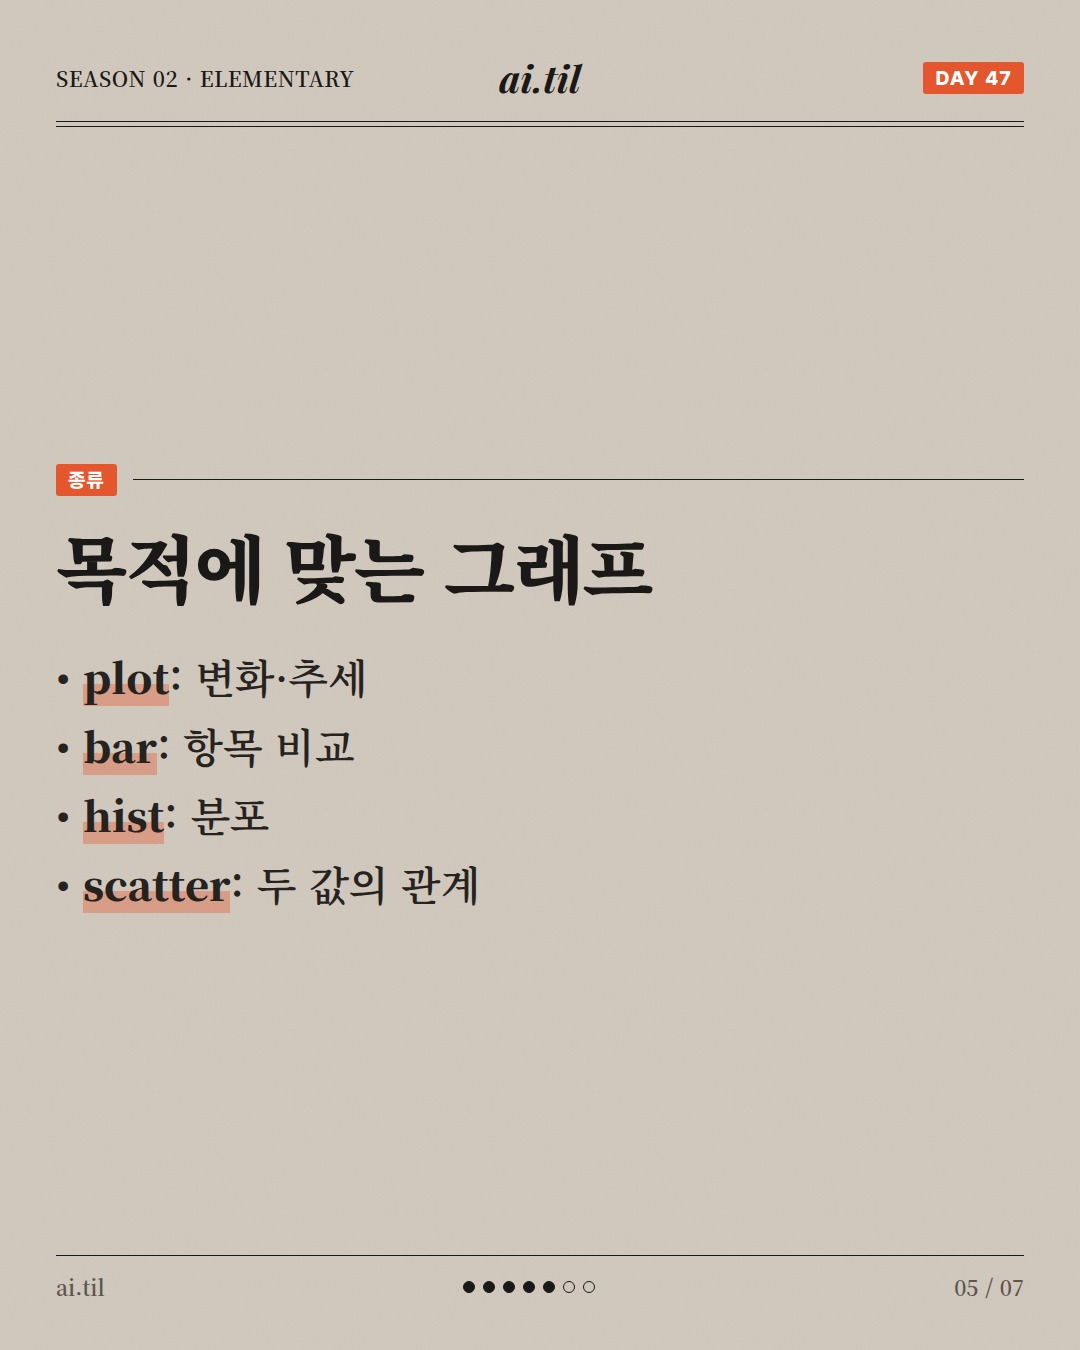 SEASON 02 · ELEMENTARY
ai.til
DAY 47
종류
목적에 맞는 그래프
• plot: 변화·추세
• bar: 항목 비교
• hist: 분포
• scatter: 두 값의 관계
ai.til
05 / 07